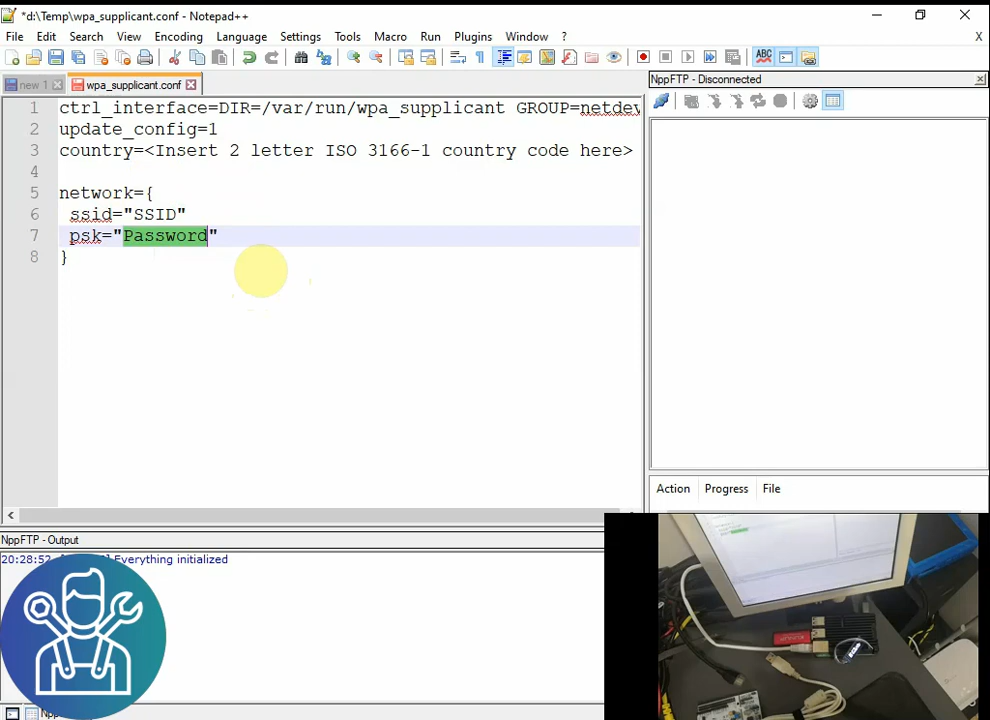 *d:\Temp\wpa_supplicant.conf - Notepad++
File Edit Search View Encoding Language Settings Tools Macro Run Plugins Window ? X
ABC
new 1 wpa_supplicant.conf
NppFTP - Disconnected
1 ctrl_interface=DIR=/var/run/wpa_supplicant GROUP=netdev
2 update_config=1
3 country=<Insert 2 letter ISO 3166-1 country code here>
4
5 network={
6 ssid="SSID"
7 psk="Password"
8 }
Action Progress File
NppFTP - Output
Everything initialized